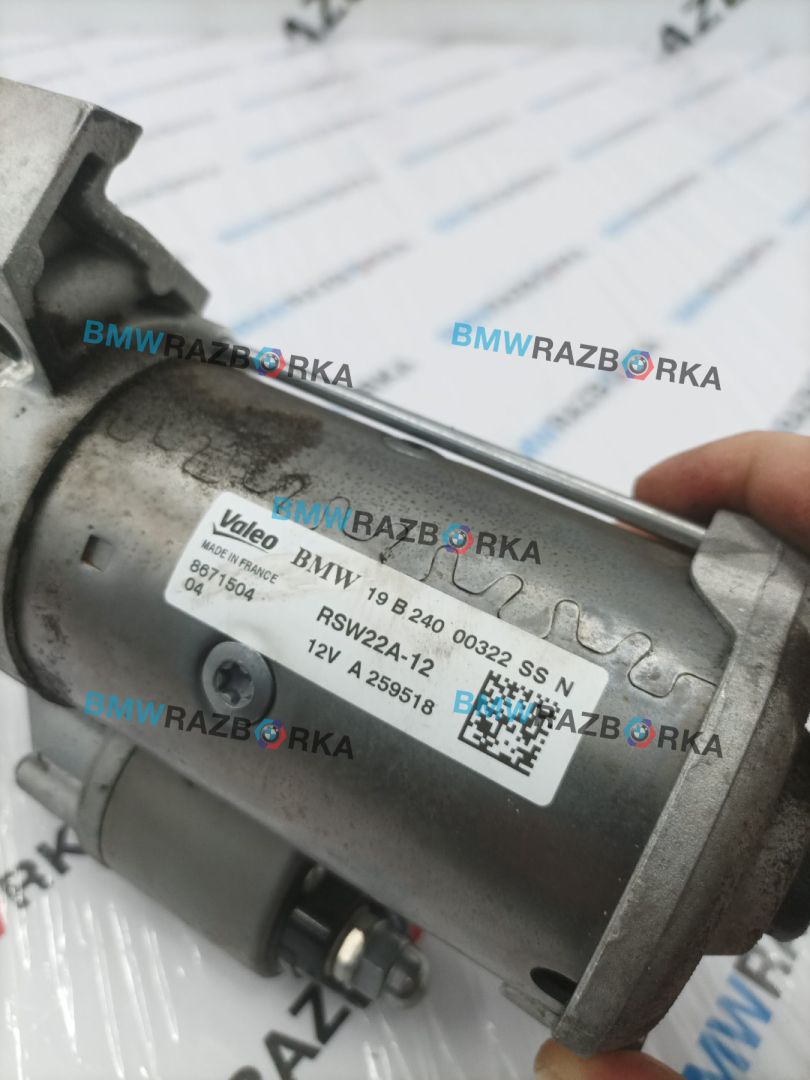 BMWRAZBORKA
BMWRAZBORKA
BMWRAZBORKA
Valeo
MADE IN FRANCE
BMW 19 B 240 00322 SS N
8671504
04
RSW22A-12
12V A 259518
BMWRAZBORKA
BMWRAZBORKA